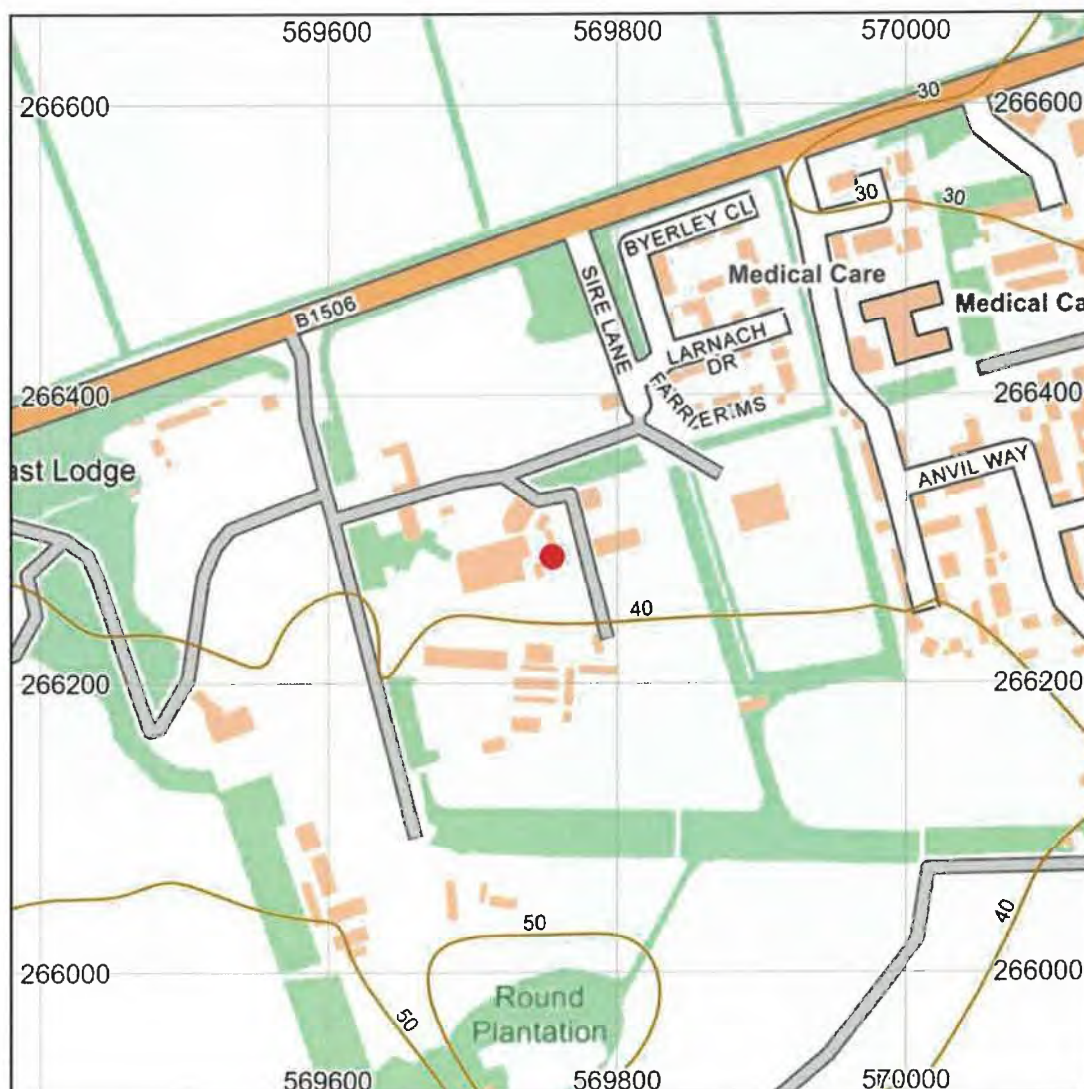 569600
569800
570000
266600
30
266600
30
30
BYERLEY CL
Medical Care
SIRE LANE
Medical Ca
B1506
LARNACH
DR
266400
266400
FARRIERS
MS
ast Lodge
ANVIL WAY
40
266200
266200
50
40
266000
266000
Round
Plantation
50
569600
569800
570000